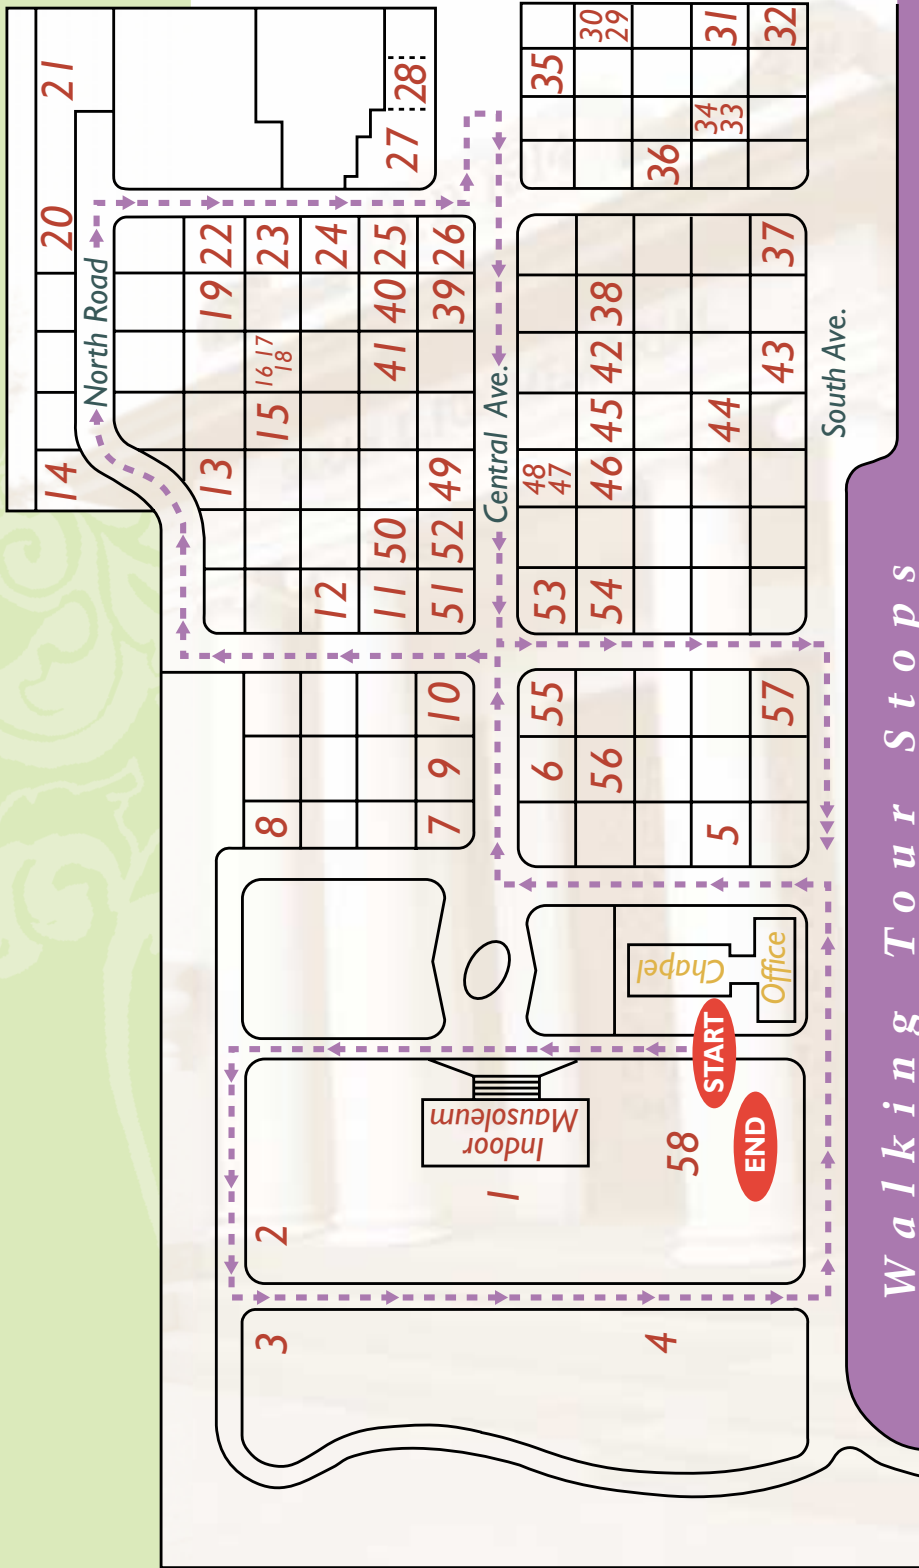 14 20 21
North Road
13 19 22
3 2 8 15 16 17 23
18
12 24
11 50 41 40 25 27 28
7 9 10 51 52 49 39 26
1 Central Ave.
Indoor
Mausoleum
6 55 53 48 35
47
56 54 46 45 42 38 30
29
4 58 36
Chapel
START 5 44 34 31
33
END Office 57 43 37 32
South Ave.
Walking Tour Stops